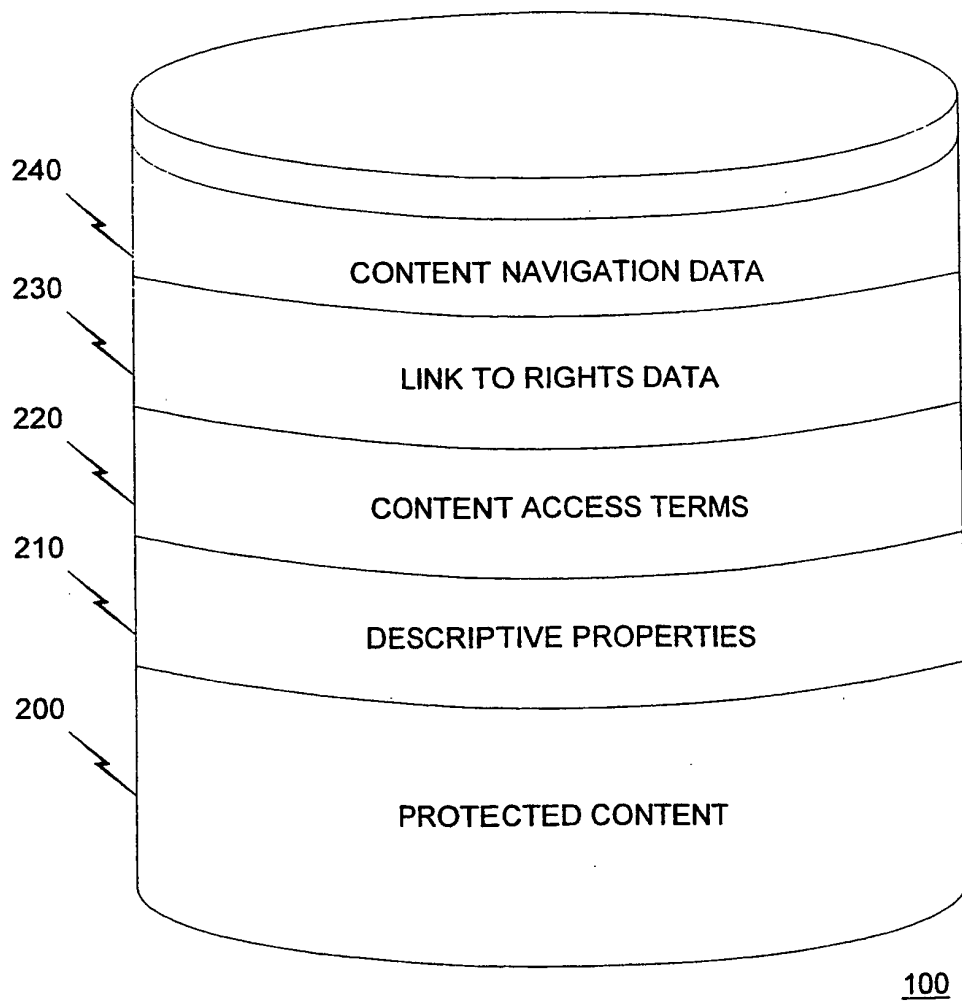 240
CONTENT NAVIGATION DATA
230
LINK TO RIGHTS DATA
220
CONTENT ACCESS TERMS
210
DESCRIPTIVE PROPERTIES
200
PROTECTED CONTENT
100